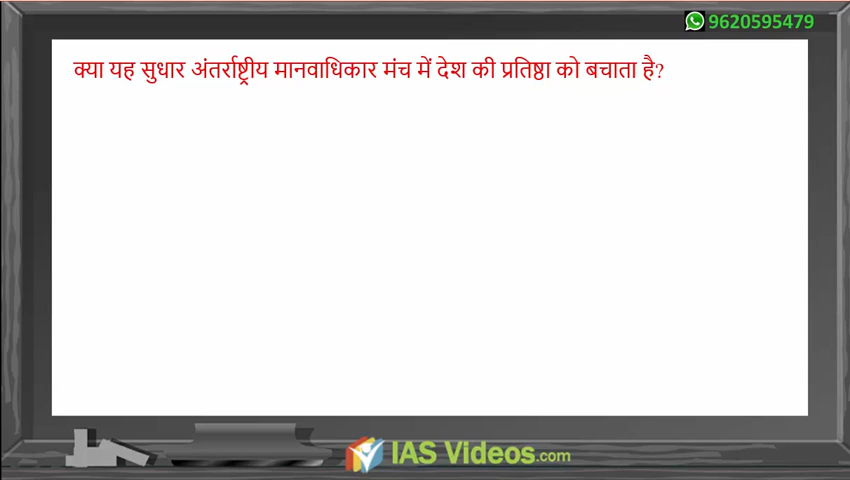 9620595479
क्या यह सुधार अंतर्राष्ट्रीय मानवाधिकार मंच में देश की प्रतिष्ठा को बचाता है?
IAS Videos.com